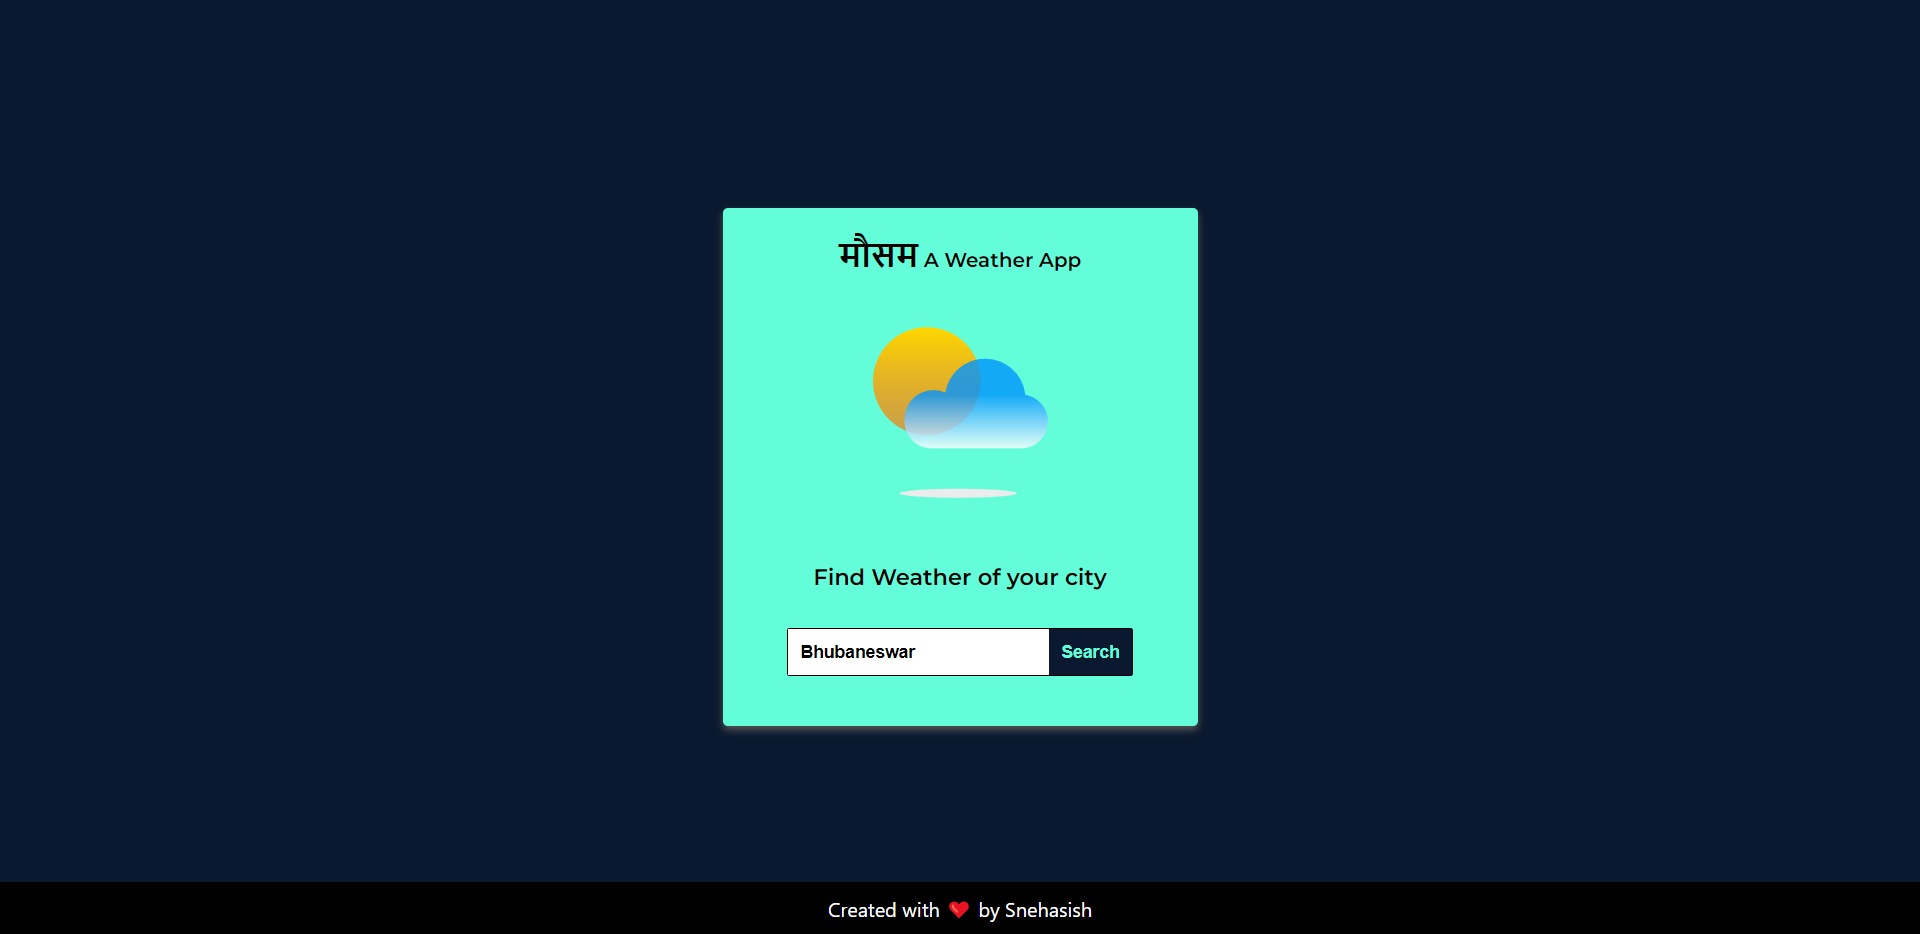 मौसम A Weather App
Find Weather of your city
Bhubaneswar Search
Created with ❤ by Snehasish